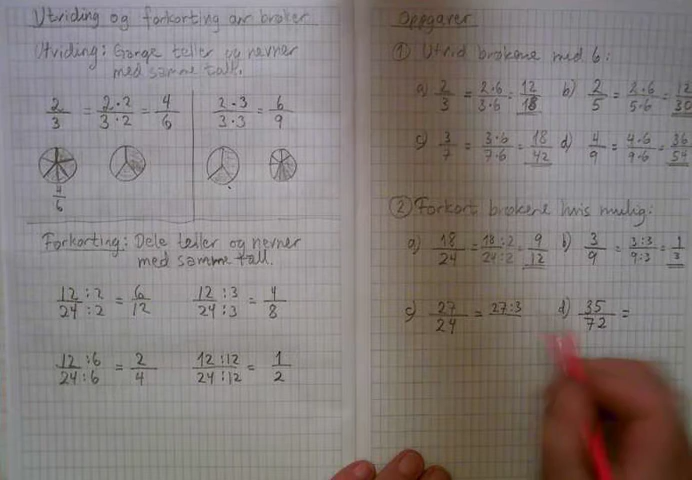 Utviding og forkorting av brøker
Utviding: Gange teller og nevner
med samme tall.
2/3 = 2·2/3·2 = 4/6
2·3/3·3 = 6/9
4/6
Forkorting: Dele teller og nevner
med samme tall.
12:2/24:2 = 6/12
12:3/24:3 = 4/8
12:6/24:6 = 2/4
12:12/24:12 = 1/2
Oppgaver
1) Utvid brøkene med 6:
a) 2/3 = 2·6/3·6 = 12/18 b) 2/5 = 2·6/5·6 = 12/30
c) 3/7 = 3·6/7·6 = 18/42 d) 4/9 = 4·6/9·6 = 36/54
2) Forkort brøkene hvis mulig:
a) 18/24 = 18:2/24:2 = 9/12 b) 3/9 = 3:3/9:3 = 1/3
c) 27/24 = 27:3 d) 35/72 =